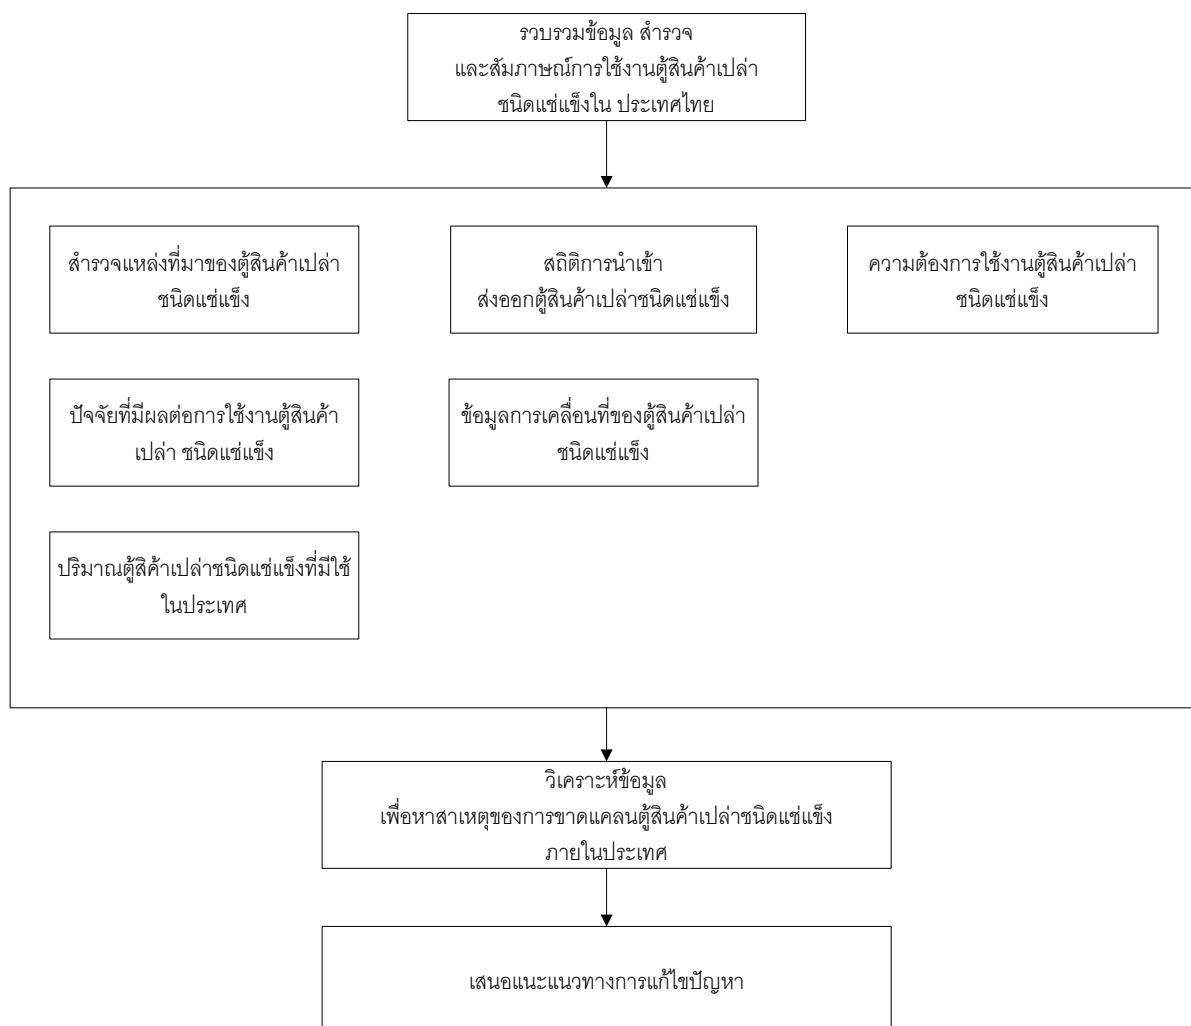 รวบรวมข้อมูล สำรวจ
และสัมภาษณ์การใช้งานตู้สินค้าเปล่า
ชนิดแช่แข็งใน ประเทศไทย
สำรวจแหล่งที่มาของตู้สินค้าเปล่า
ชนิดแช่แข็ง
สถิติการนำเข้า
ส่งออกตู้สินค้าเปล่าชนิดแช่แข็ง
ความต้องการใช้งานตู้สินค้าเปล่า
ชนิดแช่แข็ง
ปัจจัยที่มีผลต่อการใช้งานตู้สินค้า
เปล่า ชนิดแช่แข็ง
ข้อมูลการเคลื่อนที่ของตู้สินค้าเปล่า
ชนิดแช่แข็ง
ปริมาณตู้สิค้าเปล่าชนิดแช่แข็งที่มีใช้
ในประเทศ
วิเคราะห์ข้อมูล
เพื่อหาสาเหตุของการขาดแคลนตู้สินค้าเปล่าชนิดแช่แข็ง
ภายในประเทศ
เสนอแนะแนวทางการแก้ไขปัญหา